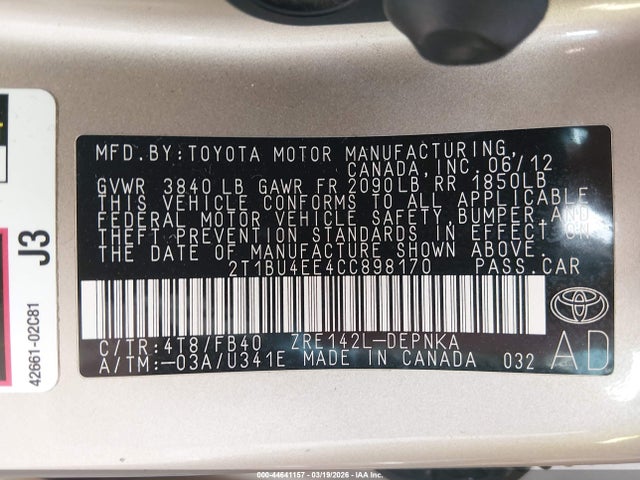 MFD.BY:TOYOTA MOTOR MANUFACTURING,
CANADA,INC. 06/12
GVWR 3840LB GAWR FR 2090LB RR 1850LB
THIS VEHICLE CONFORMS TO ALL APPLICABLE
FEDERAL MOTOR VEHICLE SAFETY, BUMPER AND
THEFT PREVENTION STANDARDS IN EFFECT ON
THE DATE OF MANUFACTURE SHOWN ABOVE.
2T1BU4EE4CC898170 PASS.CAR
C/TR:4T8/FB40 ZRE142L-DEPNKA
A/TM:-03A/U341E MADE IN CANADA 032
AD
J3
42661-02C81
000-44641157 - 03/19/2026 - IAA Inc.